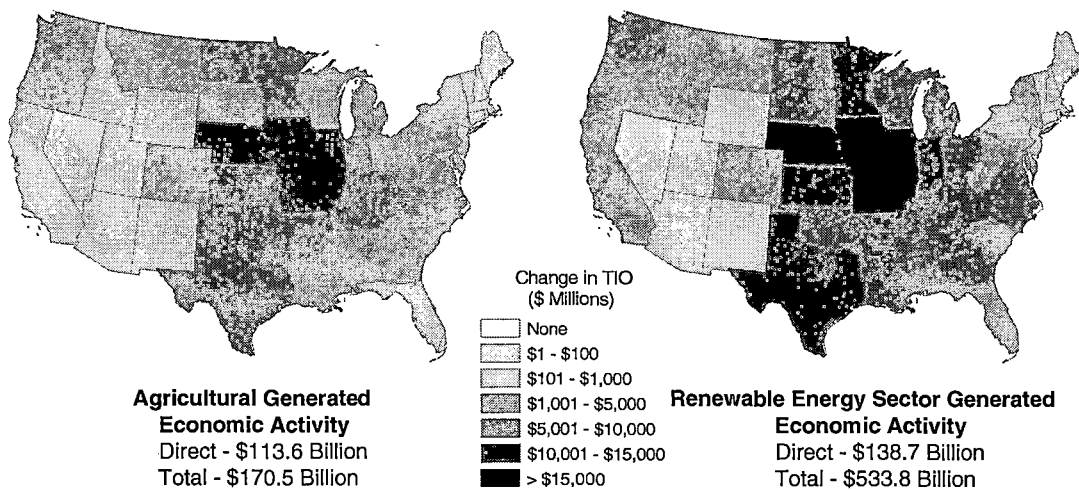 Change in TIO
($ Millions)
None
$1 - $100
$101 - $1,000
$1,001 - $5,000
$5,001 - $10,000
$10,001 - $15,000
> $15,000
Agricultural Generated
Economic Activity
Direct - $113.6 Billion
Total - $170.5 Billion
Renewable Energy Sector Generated
Economic Activity
Direct - $138.7 Billion
Total - $533.8 Billion